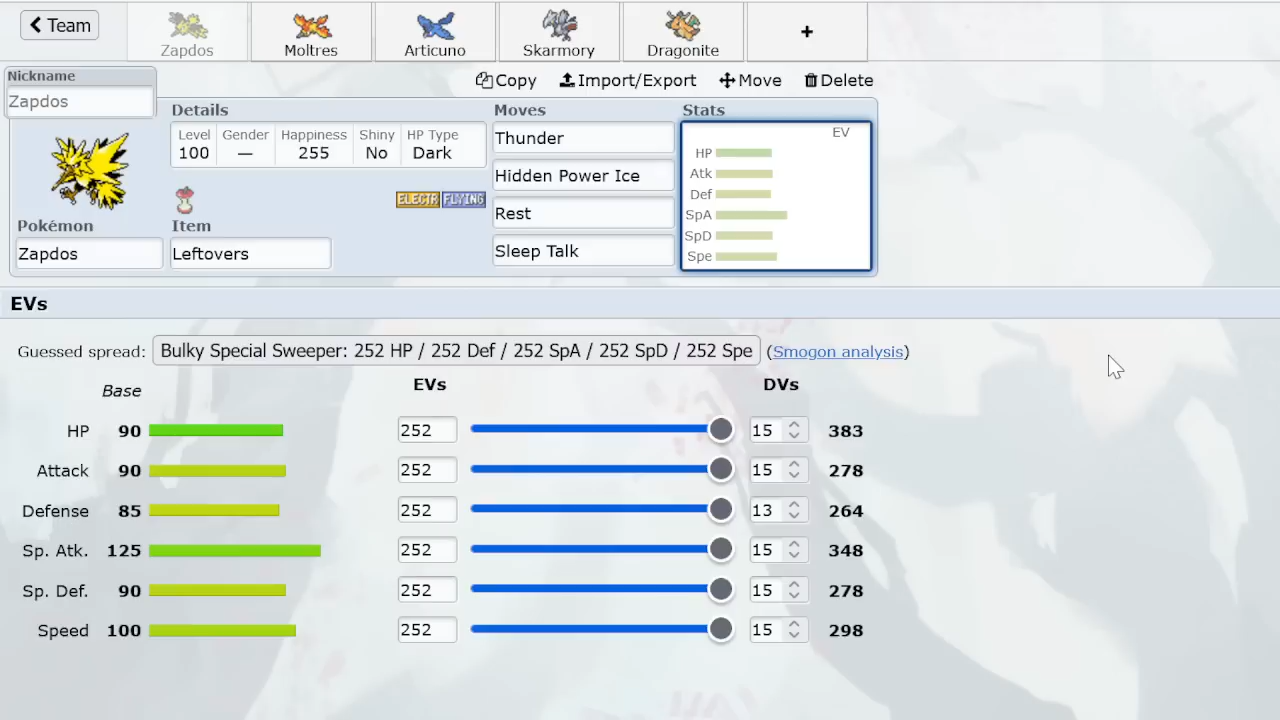 Team
Zapdos
Moltres
Articuno
Skarmory
Dragonite
+
Copy
Import/Export
Move
Delete
Nickname
Zapdos
Details
Level
Gender
Happiness
Shiny
HP Type
100
—
255
No
Dark
ELECTR
FLYING
Pokémon
Zapdos
Item
Leftovers
Moves
Thunder
Hidden Power Ice
Rest
Sleep Talk
Stats
EV
HP
Atk
Def
SpA
SpD
Spe
EVs
Guessed spread: Bulky Special Sweeper: 252 HP / 252 Def / 252 SpA / 252 SpD / 252 Spe (Smogon analysis)
Base EVs DVs
HP 90 252 15 383
Attack 90 252 15 278
Defense 85 252 13 264
Sp. Atk. 125 252 15 348
Sp. Def. 90 252 15 278
Speed 100 252 15 298